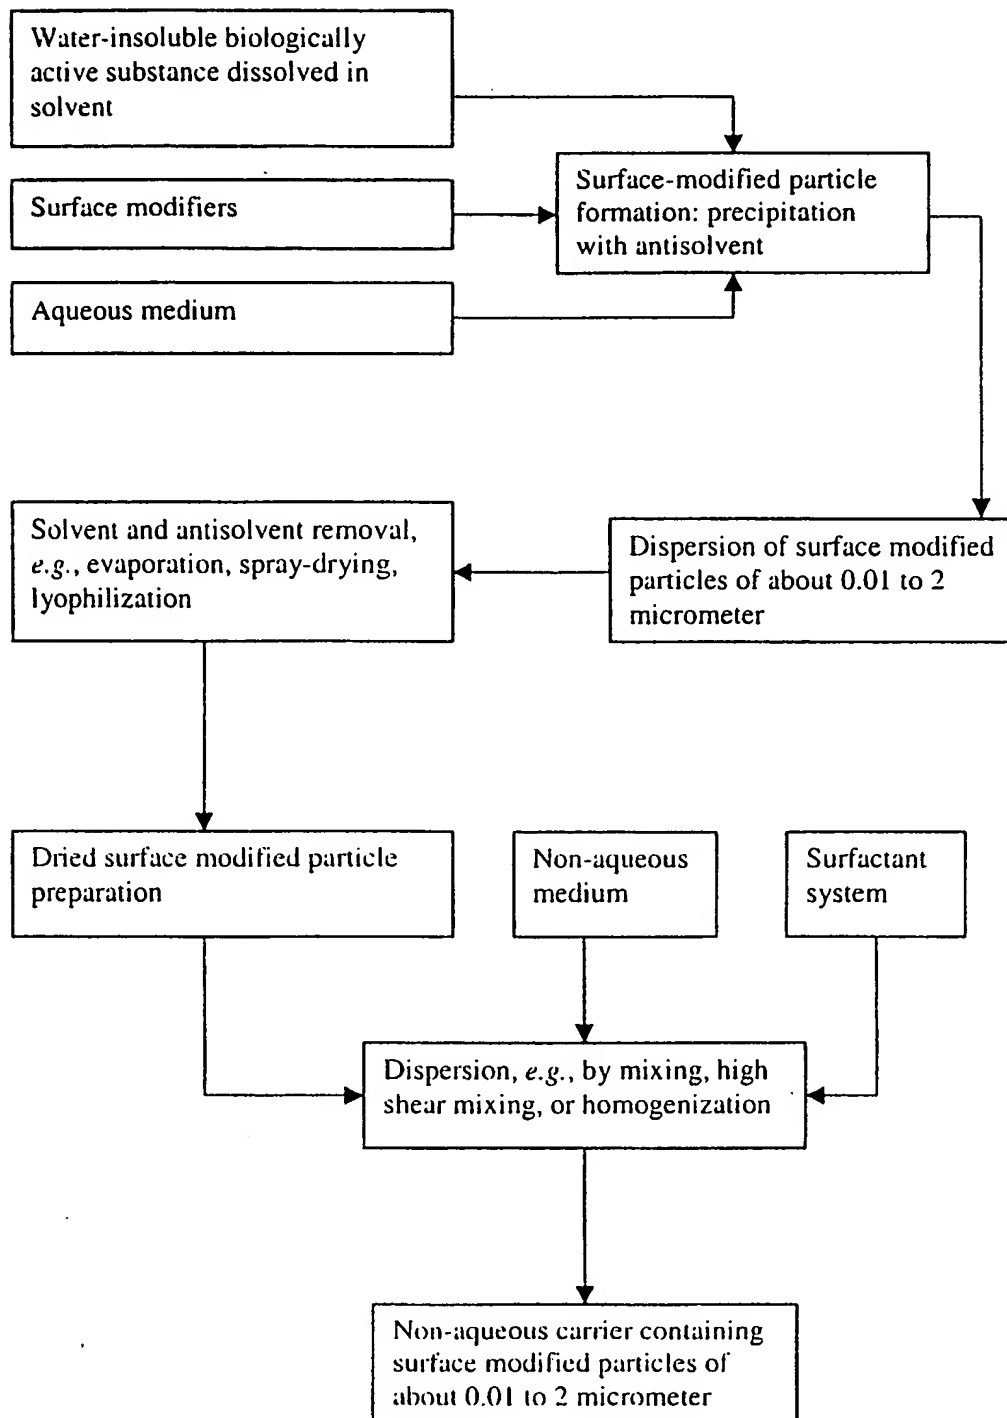 Water-insoluble biologically
active substance dissolved in
solvent
Surface modifiers
Aqueous medium
Surface-modified particle
formation: precipitation
with antisolvent
Solvent and antisolvent removal,
e.g., evaporation, spray-drying,
lyophilization
Dispersion of surface modified
particles of about 0.01 to 2
micrometer
Dried surface modified particle
preparation
Non-aqueous
medium
Surfactant
system
Dispersion, e.g., by mixing, high
shear mixing, or homogenization
Non-aqueous carrier containing
surface modified particles of
about 0.01 to 2 micrometer